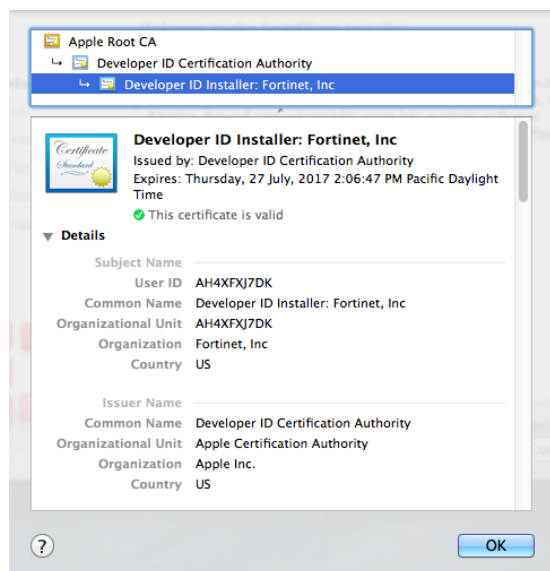 Apple Root CA
Developer ID Certification Authority
Developer ID Installer: Fortinet, Inc
Certificate
Standard
Developer ID Installer: Fortinet, Inc
Issued by: Developer ID Certification Authority
Expires: Thursday, 27 July, 2017 2:06:47 PM Pacific Daylight
Time
This certificate is valid
Details
Subject Name
User ID AH4XFXJ7DK
Common Name Developer ID Installer: Fortinet, Inc
Organizational Unit AH4XFXJ7DK
Organization Fortinet, Inc
Country US
Issuer Name
Common Name Developer ID Certification Authority
Organizational Unit Apple Certification Authority
Organization Apple Inc.
Country US
?
OK